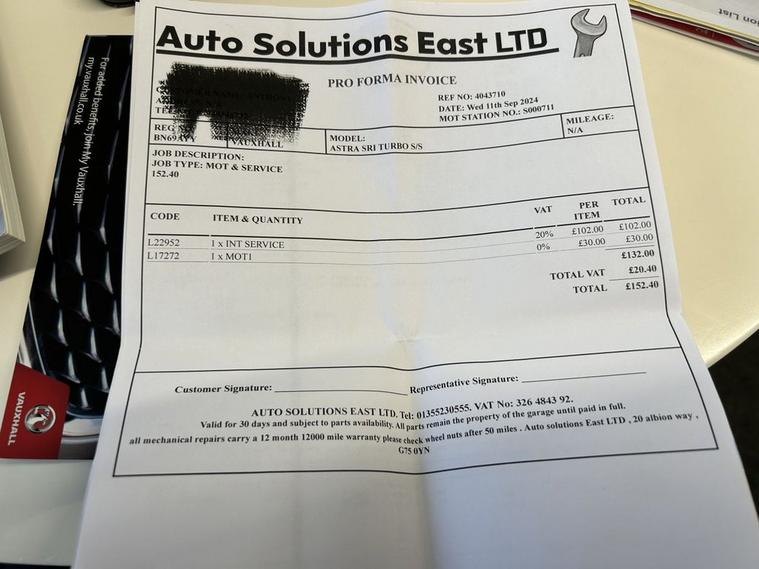 Auto Solutions East LTD
PRO FORMA INVOICE
REF NO: 4043710
DATE: Wed 11th Sep 2024
MOT STATION NO.: S000711
REG
BN69
VAUXHALL
MODEL:
ASTRA SRI TURBO S/S
MILEAGE:
N/A
JOB DESCRIPTION:
JOB TYPE: MOT & SERVICE
152.40
CODE ITEM & QUANTITY VAT PER ITEM TOTAL
L22952 1 x INT SERVICE 20% £102.00 £102.00
L17272 1 x MOT1 0% £30.00 £30.00
£132.00
TOTAL VAT £20.40
TOTAL £152.40
Customer Signature: Representative Signature:
AUTO SOLUTIONS EAST LTD. Tel: 01355230555. VAT No: 326 4843 92.
Valid for 30 days and subject to parts availability. All parts remain the property of the garage until paid in full.
all mechanical repairs carry a 12 month 12000 mile warranty please check wheel nuts after 50 miles . Auto solutions East LTD , 20 albion way ,
G75 0YN
For added benefits, join My Vauxhall.
my.vauxhall.co.uk
VAUXHALL
ion List